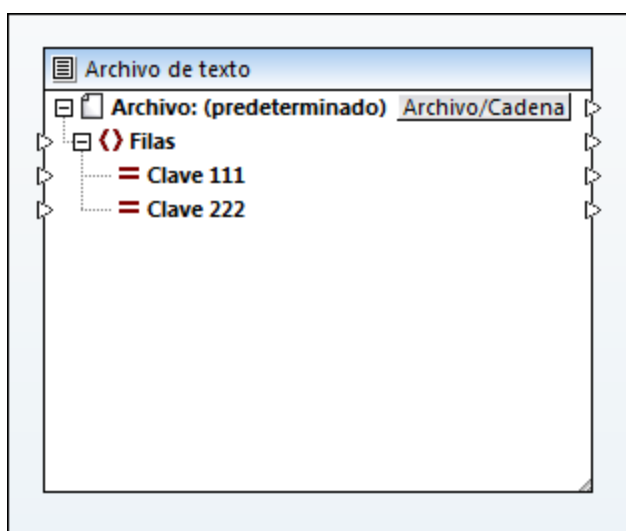 Archivo de texto
Archivo: (predeterminado) Archivo/Cadena
Filas
Clave 111
Clave 222